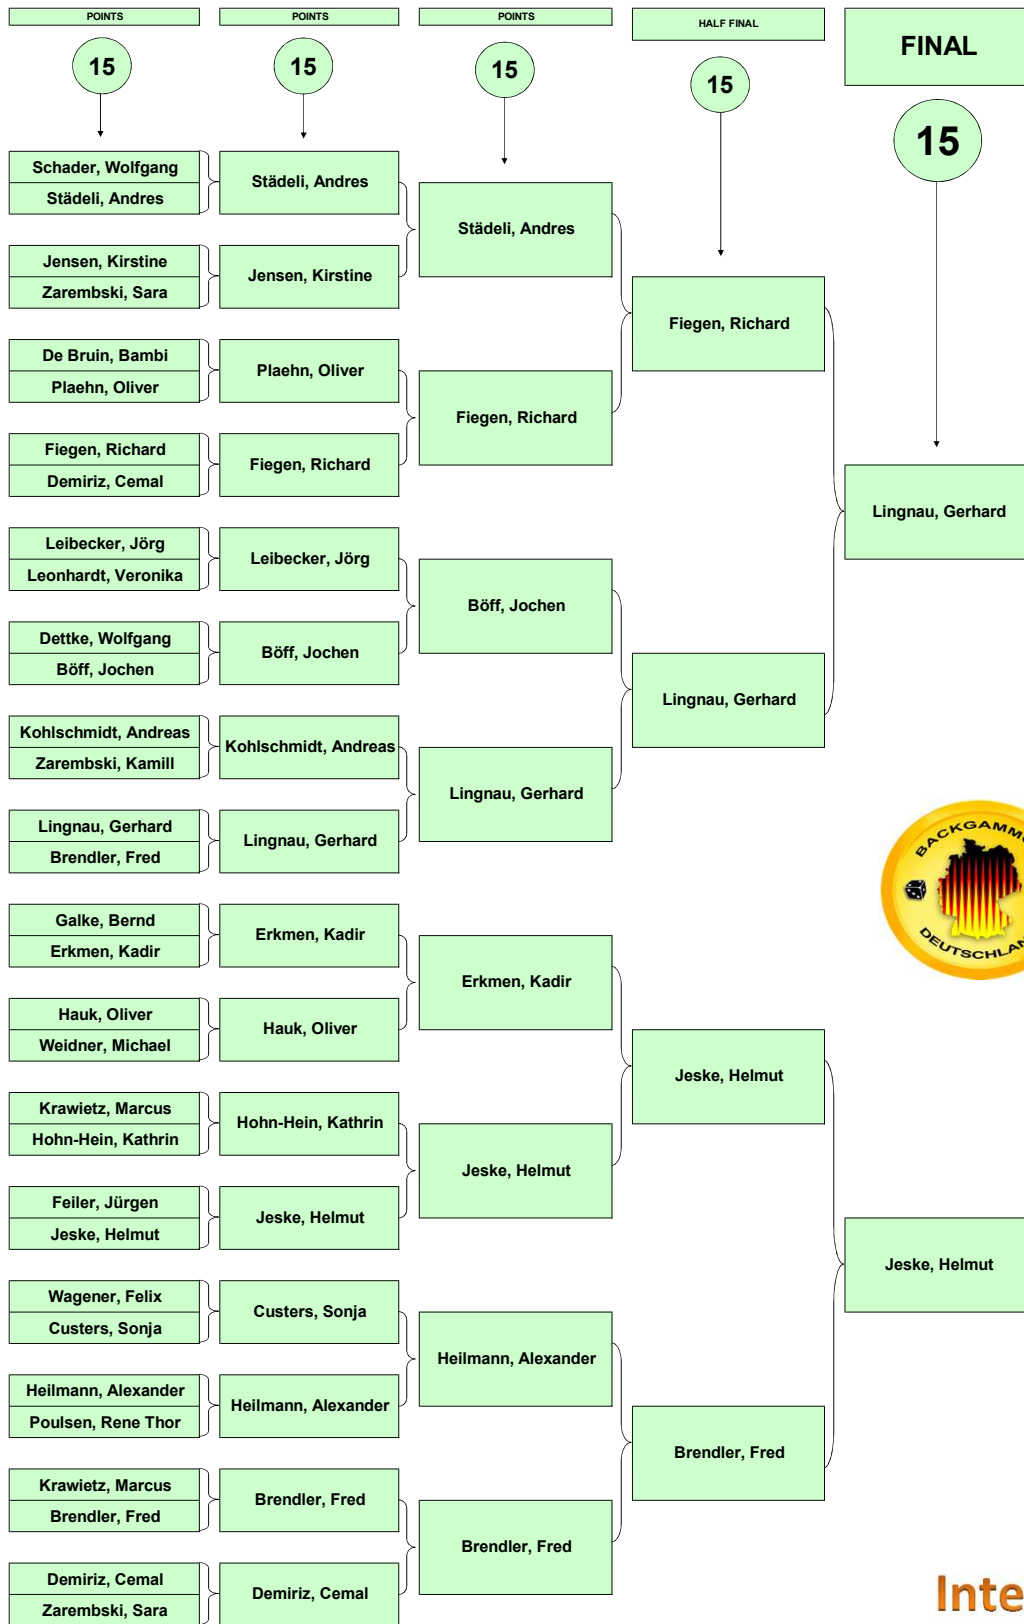 POINTS
POINTS
POINTS
HALF FINAL
FINAL
15
15
15
15
15
Schader, Wolfgang
Städeli, Andres
Jensen, Kirstine
Zarembski, Sara
De Bruin, Bambi
Plaehn, Oliver
Fiegen, Richard
Demiriz, Cemal
Leibecker, Jörg
Leonhardt, Veronika
Dettke, Wolfgang
Böff, Jochen
Kohlschmidt, Andreas
Zarembski, Kamill
Lingnau, Gerhard
Brendler, Fred
Galke, Bernd
Erkmen, Kadir
Hauk, Oliver
Weidner, Michael
Krawietz, Marcus
Hohn-Hein, Kathrin
Feiler, Jürgen
Jeske, Helmut
Wagener, Felix
Custers, Sonja
Heilmann, Alexander
Poulsen, Rene Thor
Krawietz, Marcus
Brendler, Fred
Demiriz, Cemal
Zarembski, Sara
Städeli, Andres
Jensen, Kirstine
Plaehn, Oliver
Fiegen, Richard
Leibecker, Jörg
Böff, Jochen
Kohlschmidt, Andreas
Lingnau, Gerhard
Erkmen, Kadir
Hauk, Oliver
Hohn-Hein, Kathrin
Jeske, Helmut
Custers, Sonja
Heilmann, Alexander
Brendler, Fred
Demiriz, Cemal
Städeli, Andres
Fiegen, Richard
Böff, Jochen
Lingnau, Gerhard
Erkmen, Kadir
Jeske, Helmut
Heilmann, Alexander
Brendler, Fred
Fiegen, Richard
Lingnau, Gerhard
Jeske, Helmut
Brendler, Fred
Lingnau, Gerhard
Jeske, Helmut
BACKGAMMO
DEUTSCHLAN
Inte